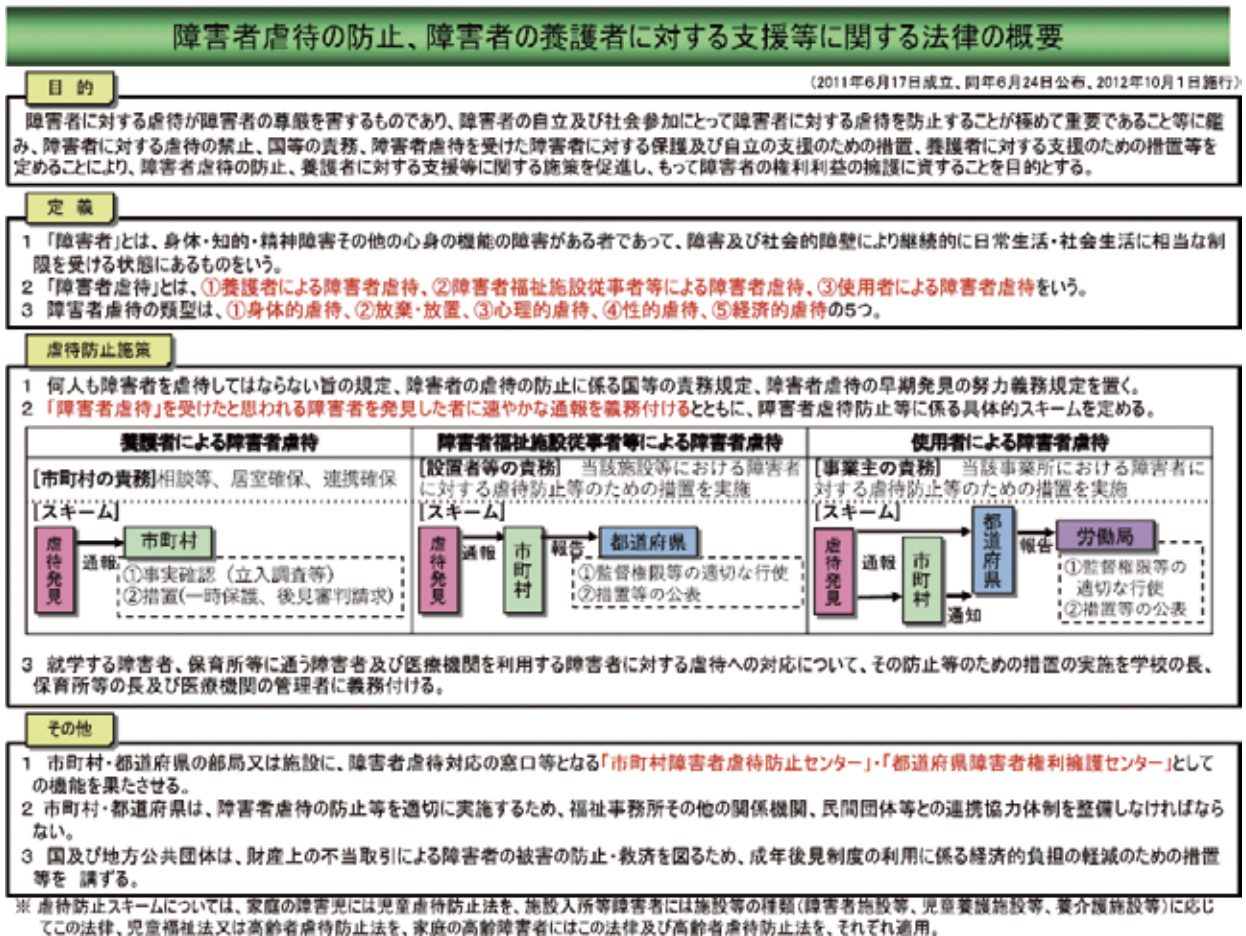 障害者虐待の防止、障害者の養護者に対する支援等に関する法律の概要
(2011年6月17日成立、同年6月24日公布、2012年10月1日施行)
目 的
障害者に対する虐待が障害者の尊厳を害するものであり、障害者の自立及び社会参加にとって障害者に対する虐待を防止することが極めて重要であること等に鑑
み、障害者に対する虐待の禁止、国等の責務、障害者虐待を受けた障害者に対する保護及び自立の支援のための措置、養護者に対する支援のための措置等を
定めることにより、障害者虐待の防止、養護者に対する支援等に関する施策を促進し、もって障害者の権利利益の擁護に資することを目的とする。
定 義
1 「障害者」とは、身体・知的・精神障害その他の心身の機能の障害がある者であって、障害及び社会的障壁により継続的に日常生活・社会生活に相当な制
限を受ける状態にあるものをいう。
2 「障害者虐待」とは、①養護者による障害者虐待、②障害者福祉施設従事者等による障害者虐待、③使用者による障害者虐待をいう。
3 障害者虐待の類型は、①身体的虐待、②放棄・放置、③心理的虐待、④性的虐待、⑤経済的虐待の5つ。
虐待防止施策
1 何人も障害者を虐待してはならない旨の規定、障害者の虐待の防止に係る国等の責務規定、障害者虐待の早期発見の努力義務規定を置く。
2 「障害者虐待」を受けたと思われる障害者を発見した者に速やかな通報を義務付けるとともに、障害者虐待防止等に係る具体的スキームを定める。
養護者による障害者虐待
[市町村の責務]相談等、居室確保、連携確保
[スキーム]
虐待発見
通報
市町村
①事実確認(立入調査等)
②措置(一時保護、後見審判請求)
障害者福祉施設従事者等による障害者虐待
[設置者等の責務] 当該施設等における障害者
に対する虐待防止等のための措置を実施
[スキーム]
虐待発見
通報
市町村
報告
都道府県
①監督権限等の適切な行使
②措置等の公表
使用者による障害者虐待
[事業主の責務] 当該事業所における障害者に
対する虐待防止等のための措置を実施
[スキーム]
虐待発見
通報
市町村
通知
都道府県
報告
労働局
①監督権限等の
適切な行使
②措置等の公表
3 就学する障害者、保育所等に通う障害者及び医療機関を利用する障害者に対する虐待への対応について、その防止等のための措置の実施を学校の長、
保育所等の長及び医療機関の管理者に義務付ける。
その他
1 市町村・都道府県の部局又は施設に、障害者虐待対応の窓口等となる「市町村障害者虐待防止センター」・「都道府県障害者権利擁護センター」として
の機能を果たさせる。
2 市町村・都道府県は、障害者虐待の防止等を適切に実施するため、福祉事務所その他の関係機関、民間団体等との連携協力体制を整備しなければなら
ない。
3 国及び地方公共団体は、財産上の不当取引による障害者の被害の防止・救済を図るため、成年後見制度の利用に係る経済的負担の軽減のための措置
等を 講ずる。
※ 虐待防止スキームについては、家庭の障害児には児童虐待防止法を、施設入所等障害者には施設等の種類(障害者施設等、児童養護施設等、養介護施設等)に応じ
てこの法律、児童福祉法又は高齢者虐待防止法を、家庭の高齢障害者にはこの法律及び高齢者虐待防止法を、それぞれ適用。